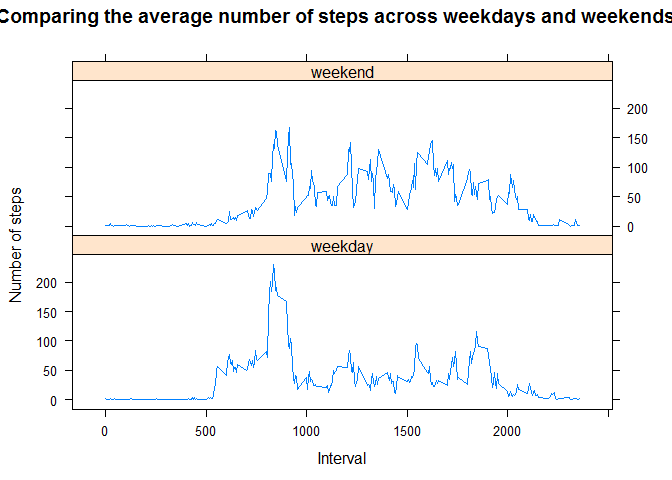 Comparing the average number of steps across weekdays and weekends
weekend
200
150
100
50
0
Number of steps
weekday
200
150
100
50
0
0 500 1000 1500 2000
Interval